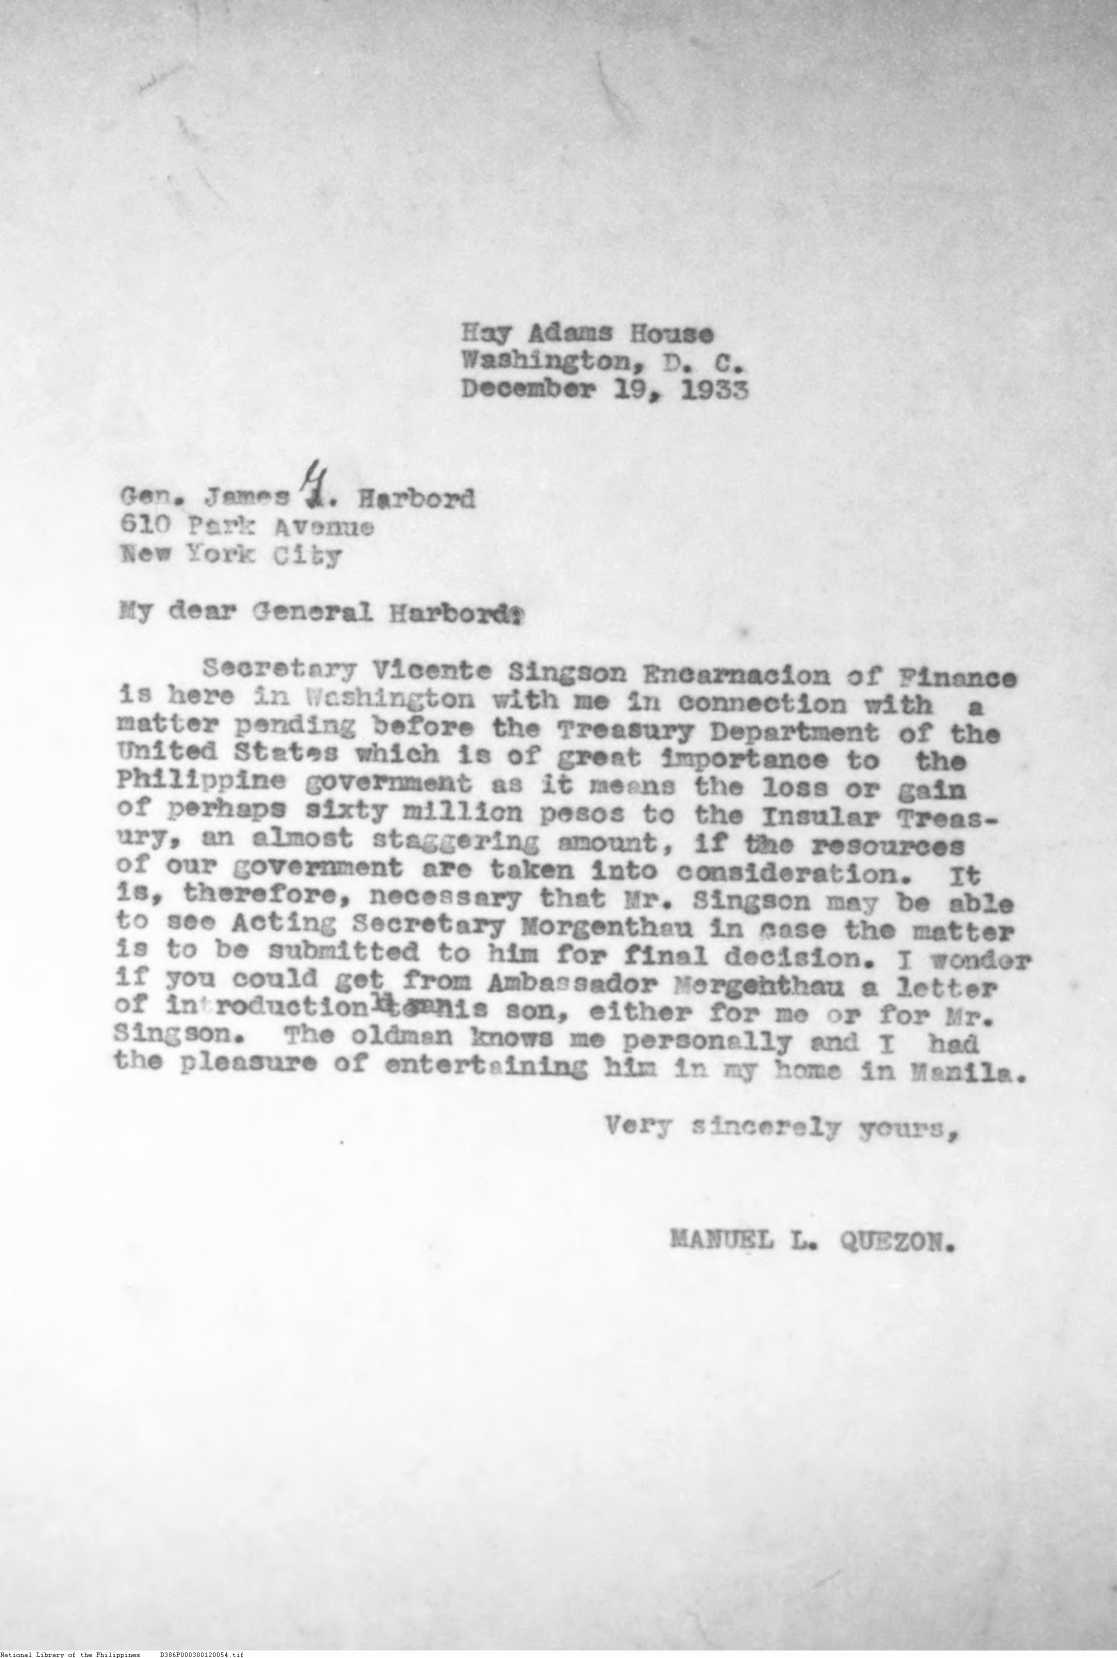 Hay Adams House
Washington, D. C.
December 19, 1933
Gen. James G. Harbord
610 Park Avenue
New York City
My dear General Harbord:
Secretary Vicente Singson Encarnacion of Finance
is here in Washington with me in connection with a
matter pending before the Treasury Department of the
United States which is of great importance to the
Philippine government as it means the loss or gain
of perhaps sixty million pesos to the Insular Treas-
ury, an almost staggering amount, if the resources
of our government are taken into consideration. It
is, therefore, necessary that Mr. Singson may be able
to see Acting Secretary Morgenthau in case the matter
is to be submitted to him for final decision. I wonder
if you could get from Ambassador Morgenthau a letter
of introduction to his son, either for me or for Mr.
Singson. The oldman knows me personally and I had
the pleasure of entertaining him in my home in Manila.
Very sincerely yours,
MANUEL L. QUEZON.
National Library of the Philippines D386P000300120054.tif